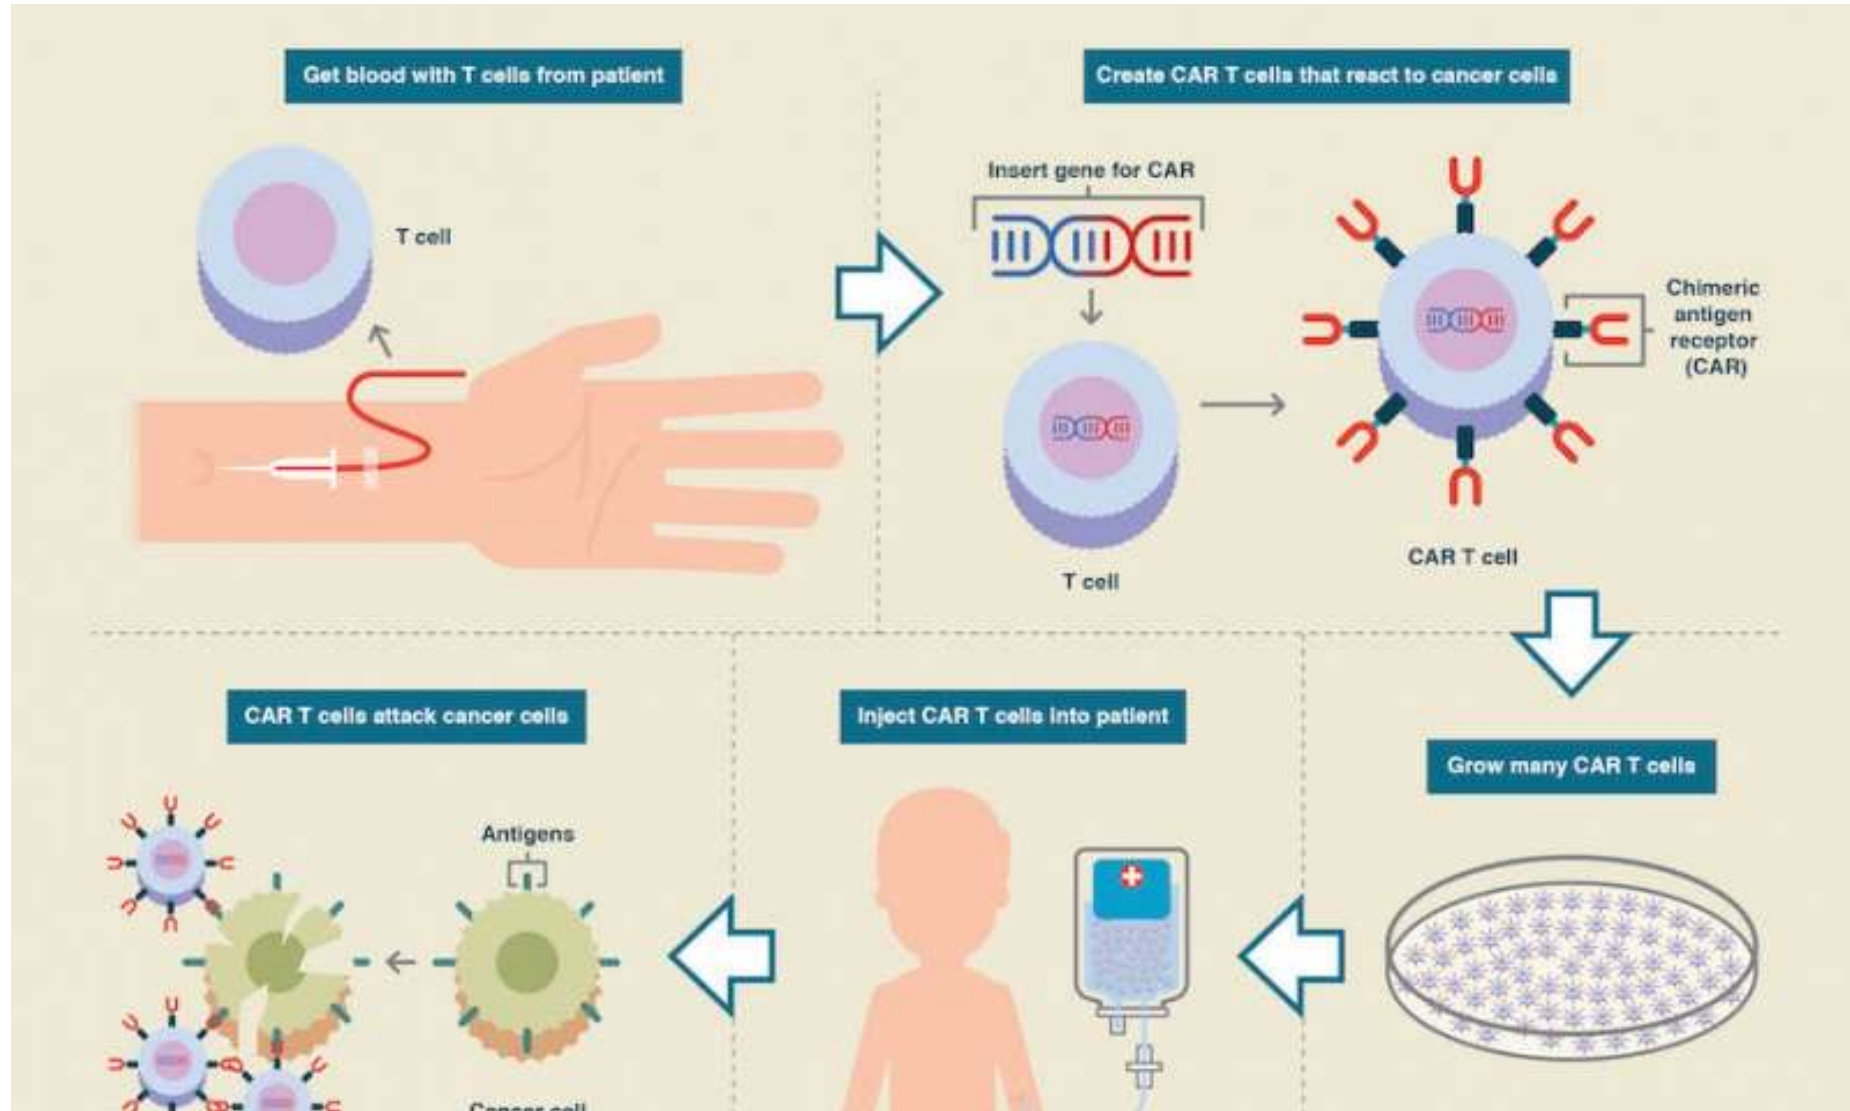 Get blood with T cells from patient
T cell
Create CAR T cells that react to cancer cells
Insert gene for CAR
T cell
Chimeric
antigen
receptor
(CAR)
CAR T cell
Grow many CAR T cells
Inject CAR T cells into patient
CAR T cells attack cancer cells
Antigens
Cancer cell